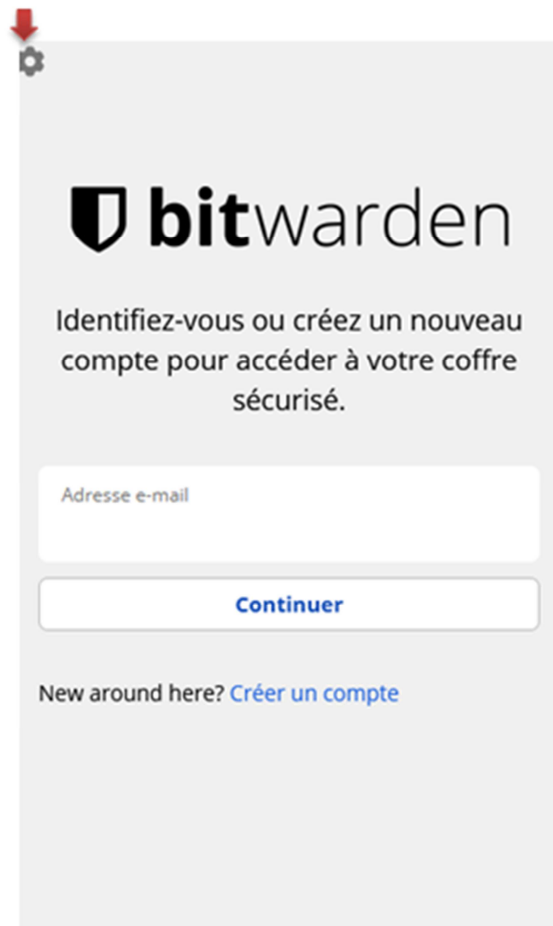 bitwarden
Identifiez-vous ou créez un nouveau
compte pour accéder à votre coffre
sécurisé.
Adresse e-mail
Continuer
New around here? Créer un compte